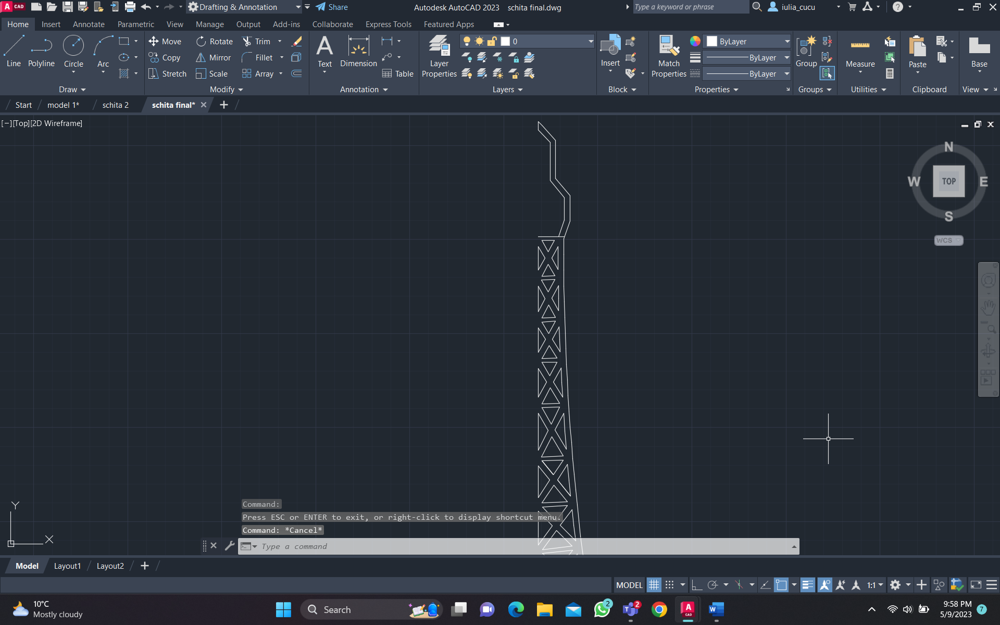 A CAD Drafting & Annotation Share Autodesk AutoCAD 2023 schita final.dwg Type a keyword or phrase iulia_cucu ?
Home Insert Annotate Parametric View Manage Output Add-ins Collaborate Express Tools Featured Apps
Line Polyline Circle Arc
Move Rotate Trim
Copy Mirror Fillet
Stretch Scale Array
Text Dimension Table
Layer Properties
0
Insert
Match Properties
ByLayer
ByLayer
ByLayer
Group
Measure
Paste
Base
Draw Modify Annotation Layers Block Properties Groups Utilities Clipboard View
Start model 1* schita 2 schita final*
[−][Top][2D Wireframe]
N
W TOP E
S
WCS
Y
X
Command:
Press ESC or ENTER to exit, or right-click to display shortcut menu.
Command: *Cancel*
Type a command
Model Layout1 Layout2
MODEL 1:1
10°C
Mostly cloudy
Search
2
2
A CAD
W
9:58 PM
5/9/2023
7